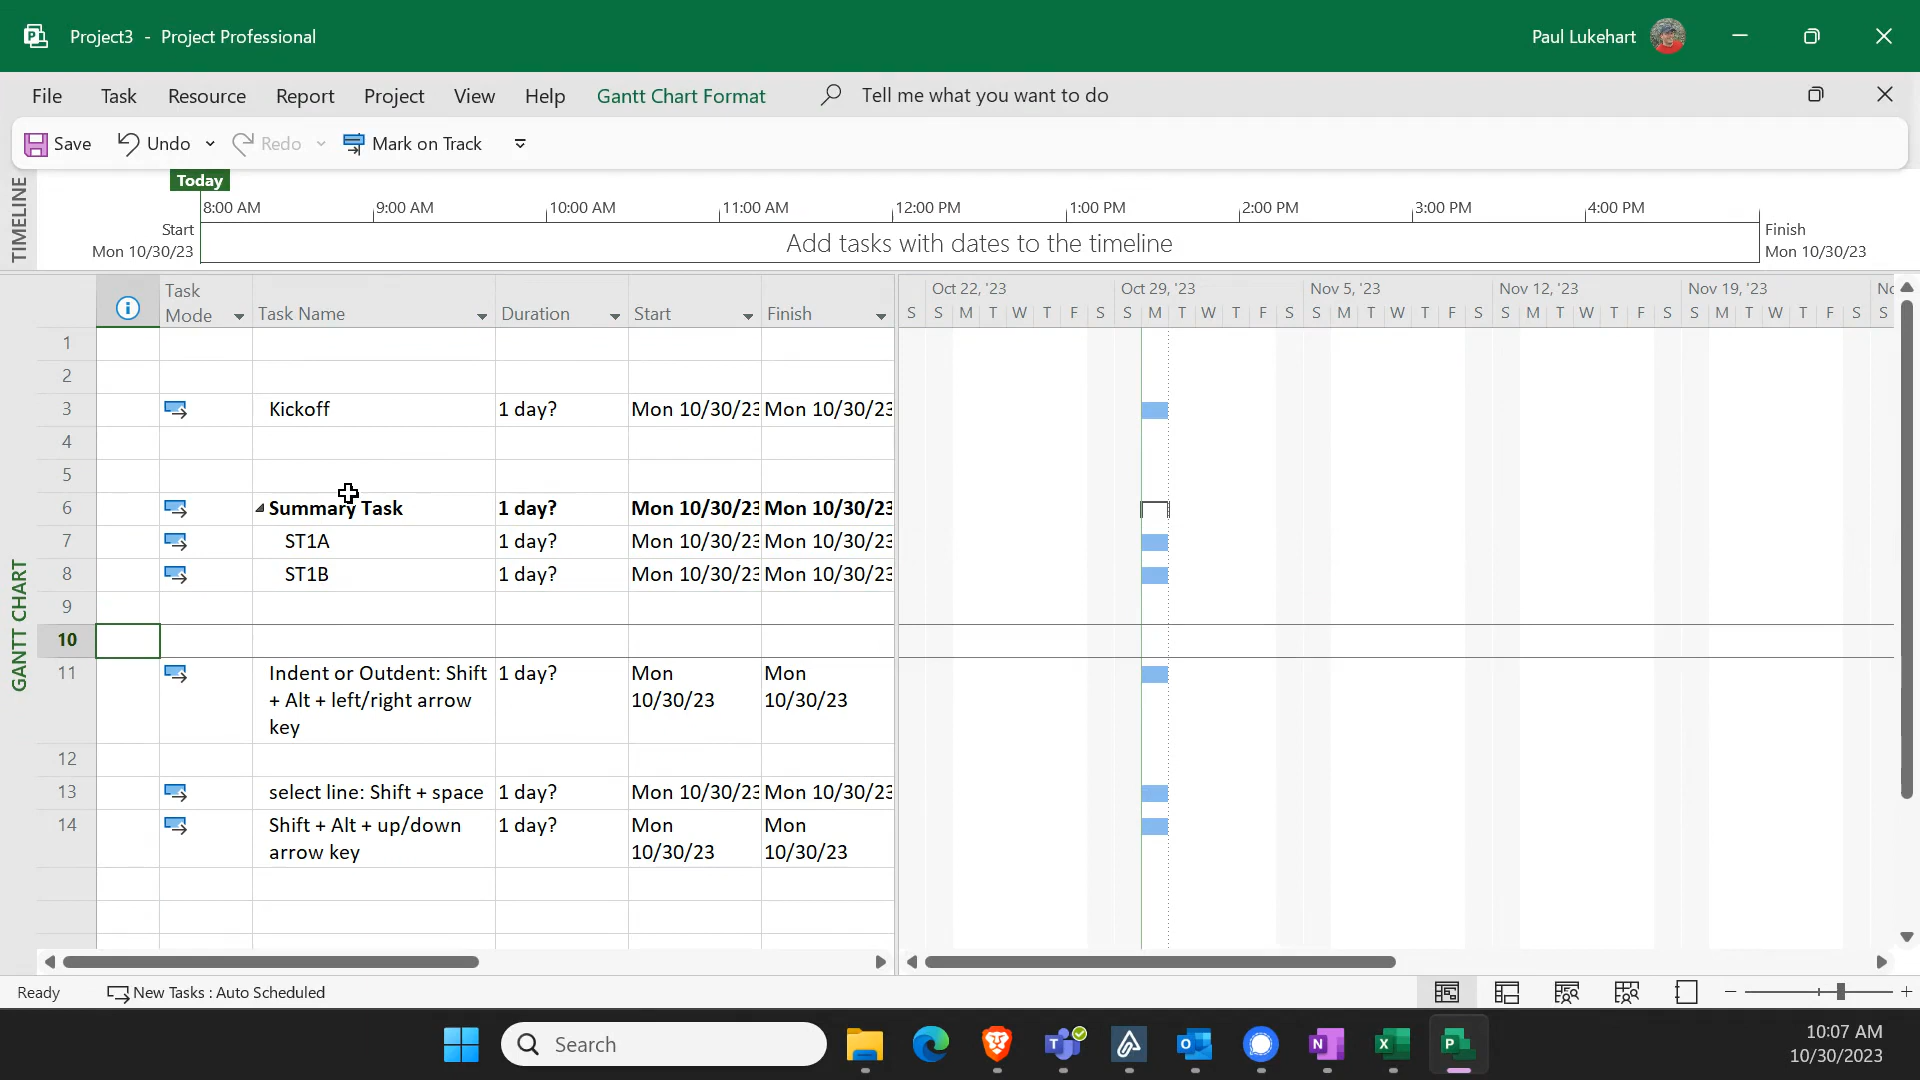 Project3 - Project Professional
Paul Lukehart
File Task Resource Report Project View Help Gantt Chart Format Tell me what you want to do
Save Undo Redo Mark on Track
TIMELINE
Today
8:00 AM 9:00 AM 10:00 AM 11:00 AM 12:00 PM 1:00 PM 2:00 PM 3:00 PM 4:00 PM
Start
Mon 10/30/23
Add tasks with dates to the timeline
Finish
Mon 10/30/23
GANTT CHART
Task
Mode Task Name Duration Start Finish
Oct 22, '23 Oct 29, '23 Nov 5, '23 Nov 12, '23 Nov 19, '23
S S M T W T F S S M T W T F S S M T W T F S S M T W T F S S M T W T F S S
1
2
3 Kickoff 1 day? Mon 10/30/23 Mon 10/30/23
4
5
6 Summary Task 1 day? Mon 10/30/23 Mon 10/30/23
7 ST1A 1 day? Mon 10/30/23 Mon 10/30/23
8 ST1B 1 day? Mon 10/30/23 Mon 10/30/23
9
10
11 Indent or Outdent: Shift 1 day? Mon Mon
+ Alt + left/right arrow 10/30/23 10/30/23
key
12
13 select line: Shift + space 1 day? Mon 10/30/23 Mon 10/30/23
14 Shift + Alt + up/down 1 day? Mon Mon
arrow key 10/30/23 10/30/23
Ready New Tasks : Auto Scheduled
Search
10:07 AM
10/30/2023